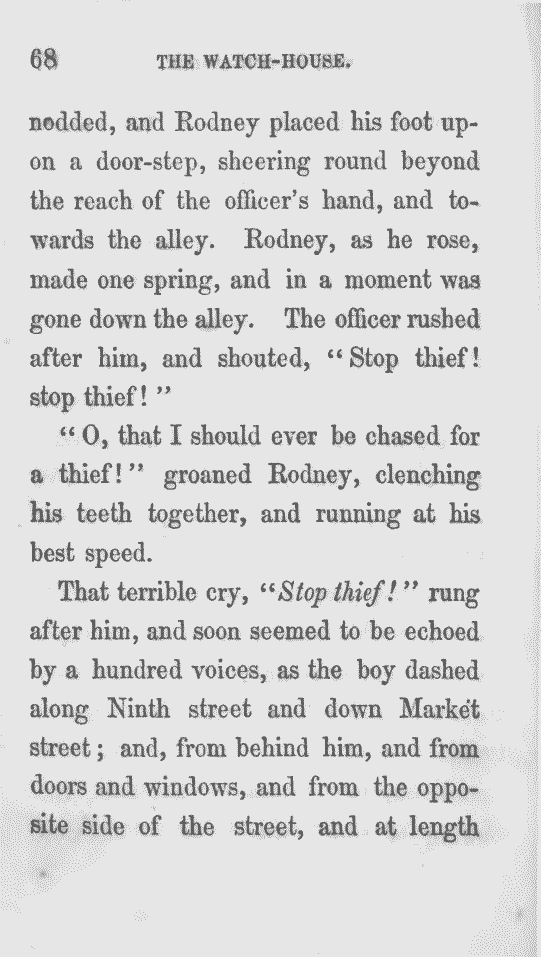 68 THE WATCH-HOUSE.
nodded, and Rodney placed his foot up-
on a door-step, sheering round beyond
the reach of the officer's hand, and to-
wards the alley. Rodney, as he rose,
made one spring, and in a moment was
gone down the alley. The officer rushed
after him, and shouted, “Stop thief!
stop thief!”
“O, that I should ever be chased for
a thief!” groaned Rodney, clenching
his teeth together, and running at his
best speed.
That terrible cry, “Stop thief!” rung
after him, and soon seemed to be echoed
by a hundred voices, as the boy dashed
along Ninth street and down Market
street; and, from behind him, and from
doors and windows, and from the oppo-
site side of the street, and at length